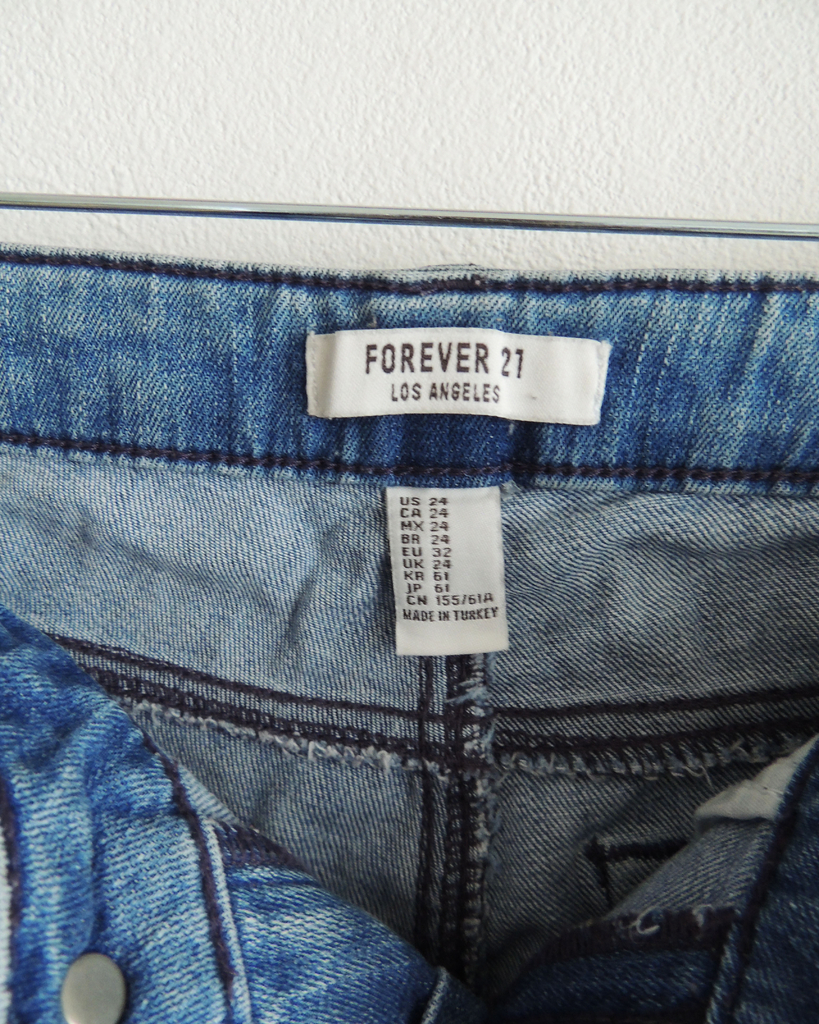 FOREVER 21
LOS ANGELES
US 24
CA 24
MX 24
BR 24
EU 32
UK 24
KR 61
JP 61
CN 155/61A
MADE IN TURKEY